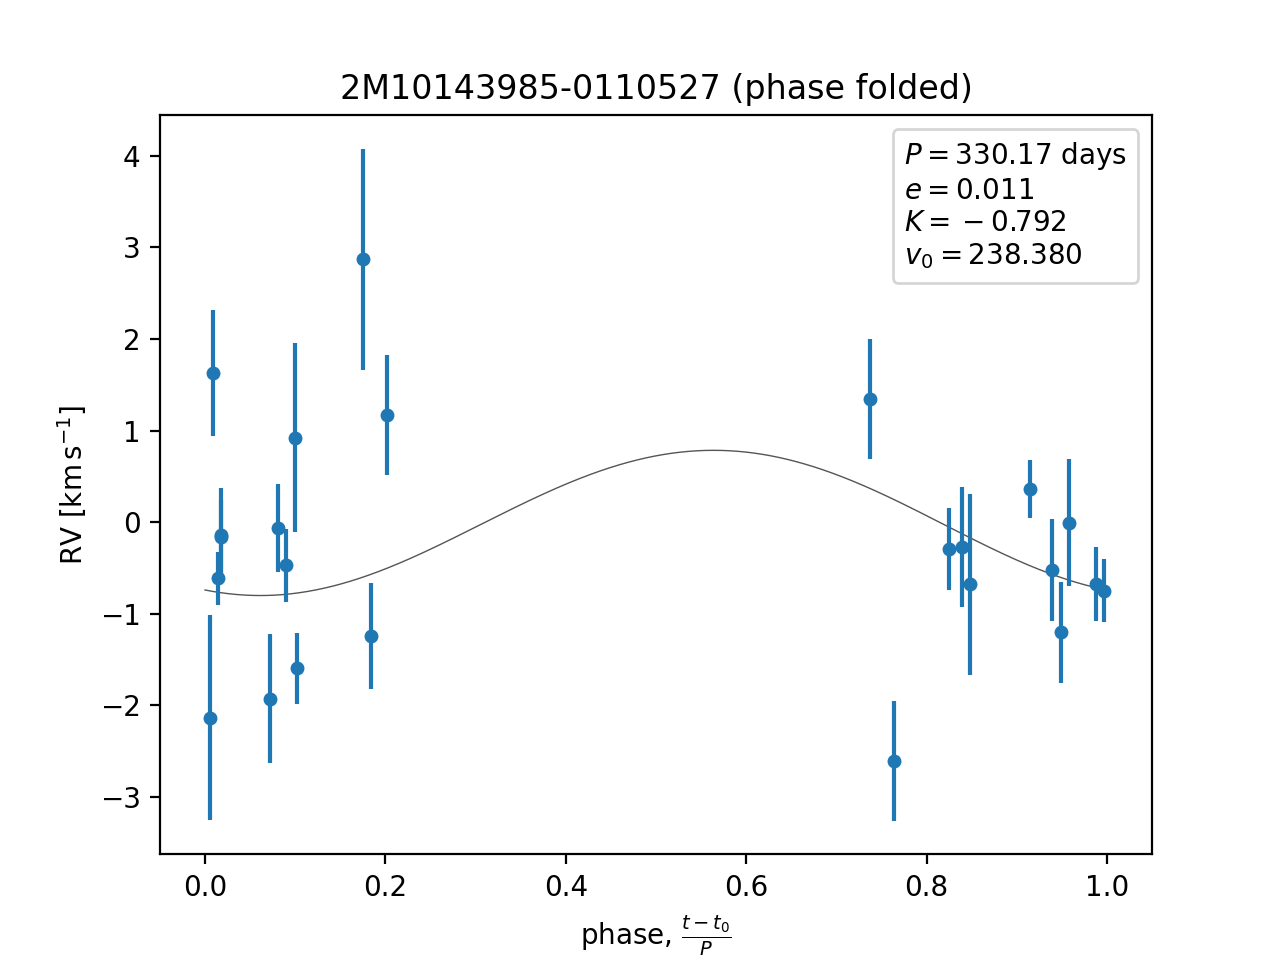 2M10143985-0110527 (phase folded)
P = 330.17 days
e = 0.011
K = −0.792
v₀ = 238.380
RV [km s⁻¹]
4
3
2
1
0
−1
−2
−3
0.0 0.2 0.4 0.6 0.8 1.0
phase, (t − t₀)/P